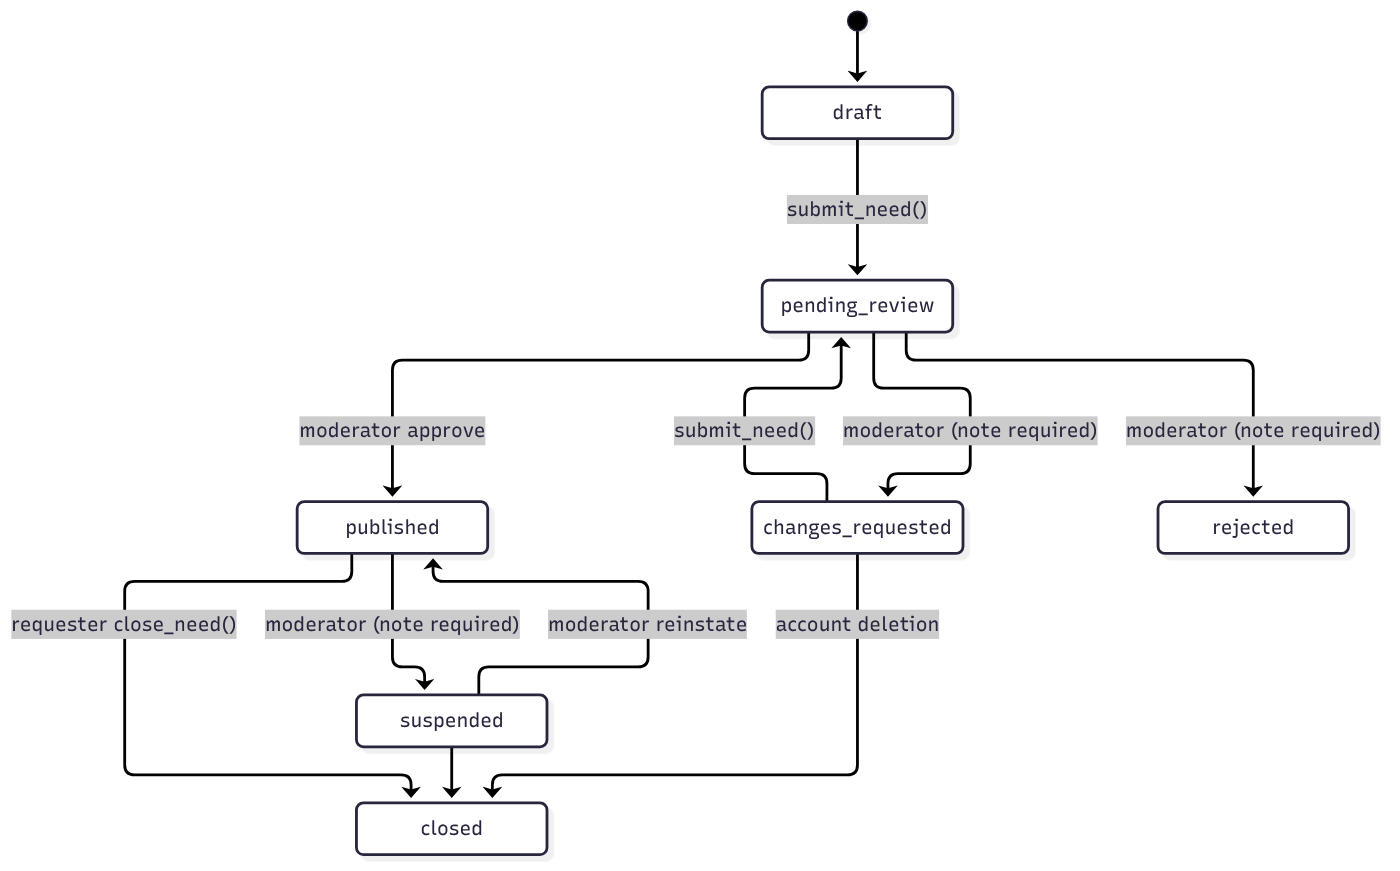 draft
submit_need()
pending_review
moderator approve
submit_need()
moderator (note required)
moderator (note required)
published
changes_requested
rejected
requester close_need()
moderator (note required)
moderator reinstate
account deletion
suspended
closed